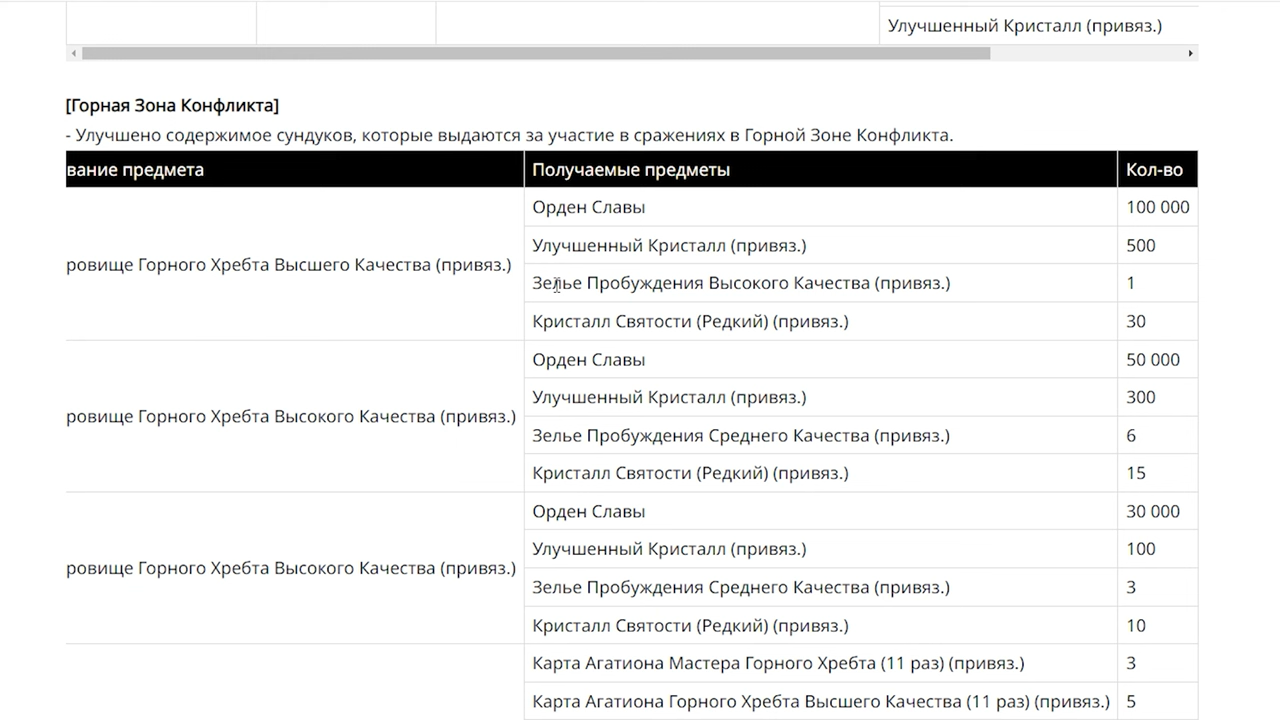 Улучшенный Кристалл (привяз.)
[Горная Зона Конфликта]
- Улучшено содержимое сундуков, которые выдаются за участие в сражениях в Горной Зоне Конфликта.
вание предмета Получаемые предметы Кол-во
Орден Славы 100 000
Улучшенный Кристалл (привяз.) 500
ровище Горного Хребта Высшего Качества (привяз.)
Зелье Пробуждения Высокого Качества (привяз.) 1
Кристалл Святости (Редкий) (привяз.) 30
Орден Славы 50 000
Улучшенный Кристалл (привяз.) 300
ровище Горного Хребта Высокого Качества (привяз.)
Зелье Пробуждения Среднего Качества (привяз.) 6
Кристалл Святости (Редкий) (привяз.) 15
Орден Славы 30 000
Улучшенный Кристалл (привяз.) 100
ровище Горного Хребта Высокого Качества (привяз.)
Зелье Пробуждения Среднего Качества (привяз.) 3
Кристалл Святости (Редкий) (привяз.) 10
Карта Агатиона Мастера Горного Хребта (11 раз) (привяз.) 3
Карта Агатиона Горного Хребта Высшего Качества (11 раз) (привяз.) 5